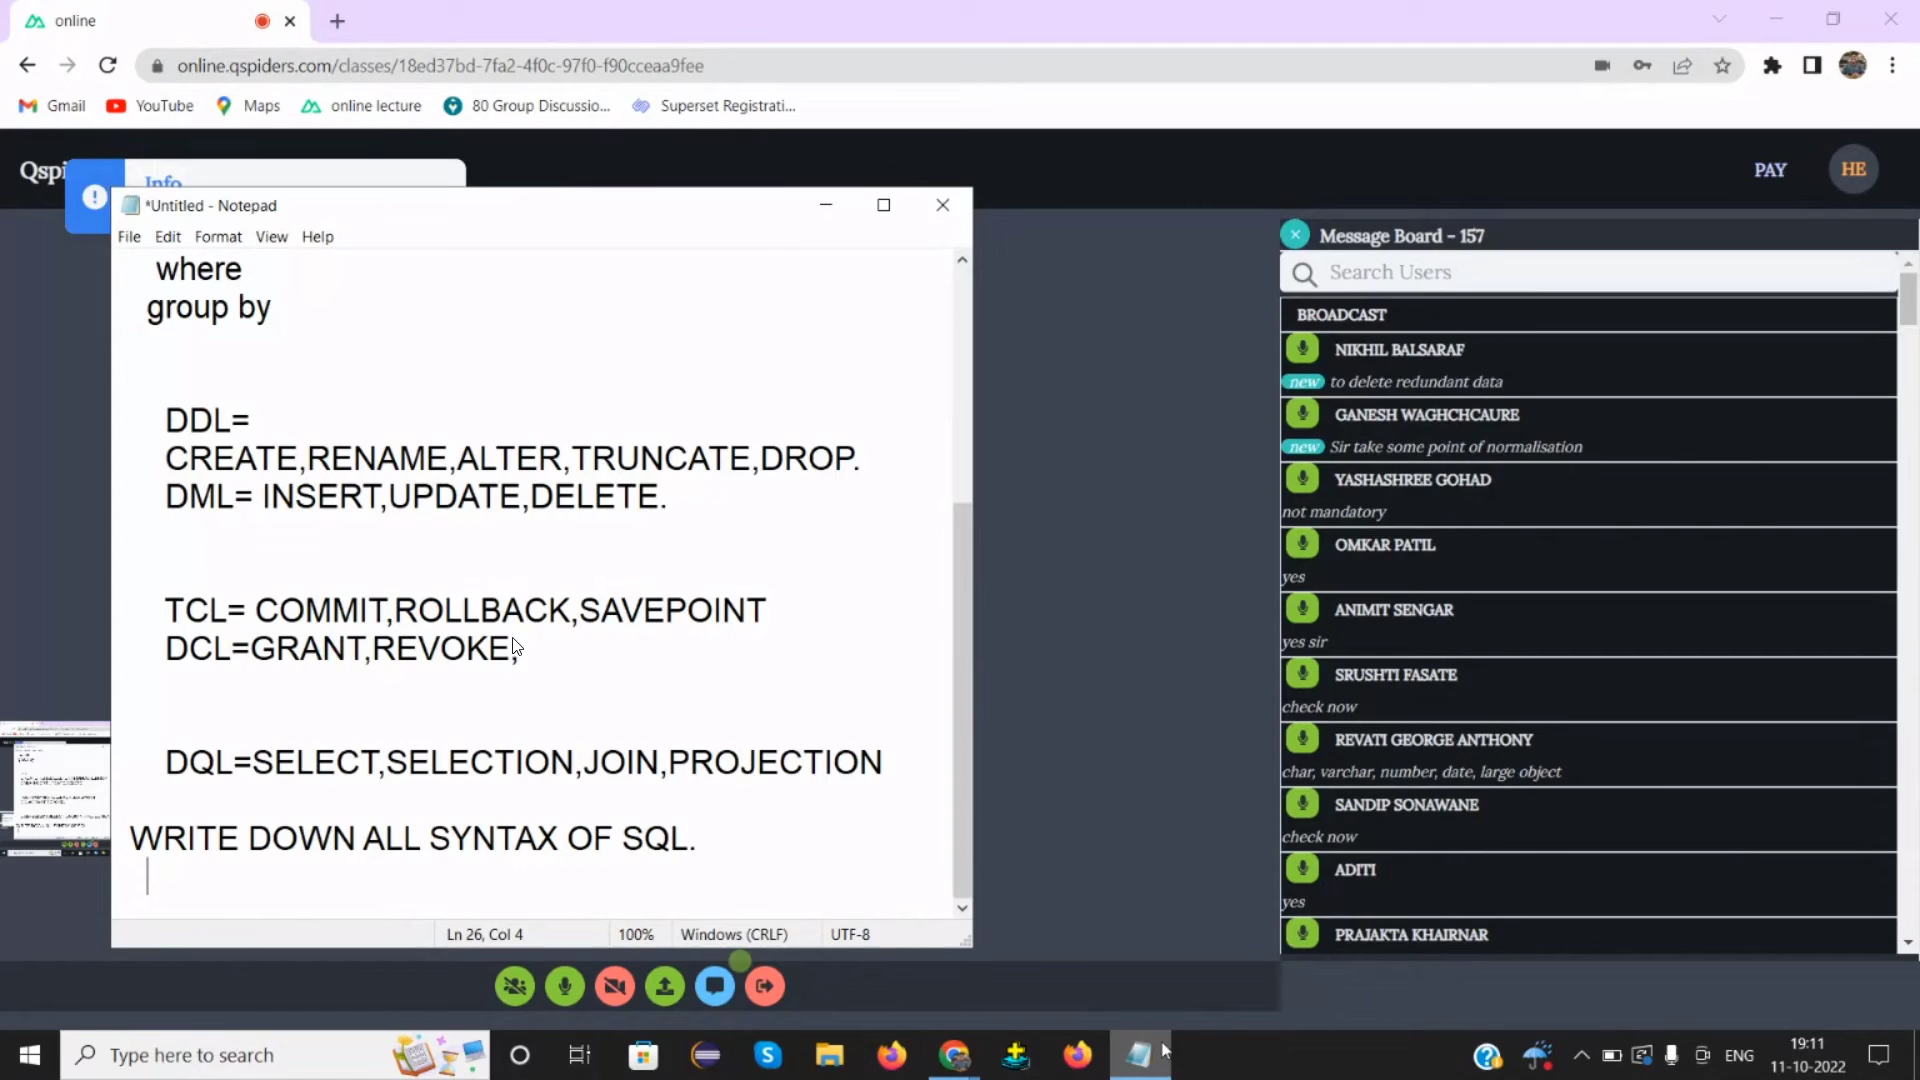 online
online.qspiders.com/classes/18ed37bd-7fa2-4f0c-97f0-f90cceaa9fee
Gmail YouTube Maps online lecture 80 Group Discussio... Superset Registrati...
Qspi
PAY HE
Info
*Untitled - Notepad
File Edit Format View Help
where
group by
DDL=
CREATE,RENAME,ALTER,TRUNCATE,DROP.
DML= INSERT,UPDATE,DELETE.
TCL= COMMIT,ROLLBACK,SAVEPOINT
DCL=GRANT,REVOKE,
DQL=SELECT,SELECTION,JOIN,PROJECTION
WRITE DOWN ALL SYNTAX OF SQL.
Ln 26, Col 4 100% Windows (CRLF) UTF-8
Message Board - 157
Search Users
BROADCAST
NIKHIL BALSARAF
new to delete redundant data
GANESH WAGHCHCAURE
new Sir take some point of normalisation
YASHASHREE GOHAD
not mandatory
OMKAR PATIL
yes
ANIMIT SENGAR
yes sir
SRUSHTI FASATE
check now
REVATI GEORGE ANTHONY
char, varchar, number, date, large object
SANDIP SONAWANE
check now
ADITI
yes
PRAJAKTA KHAIRNAR
Type here to search
ENG
19:11
11-10-2022